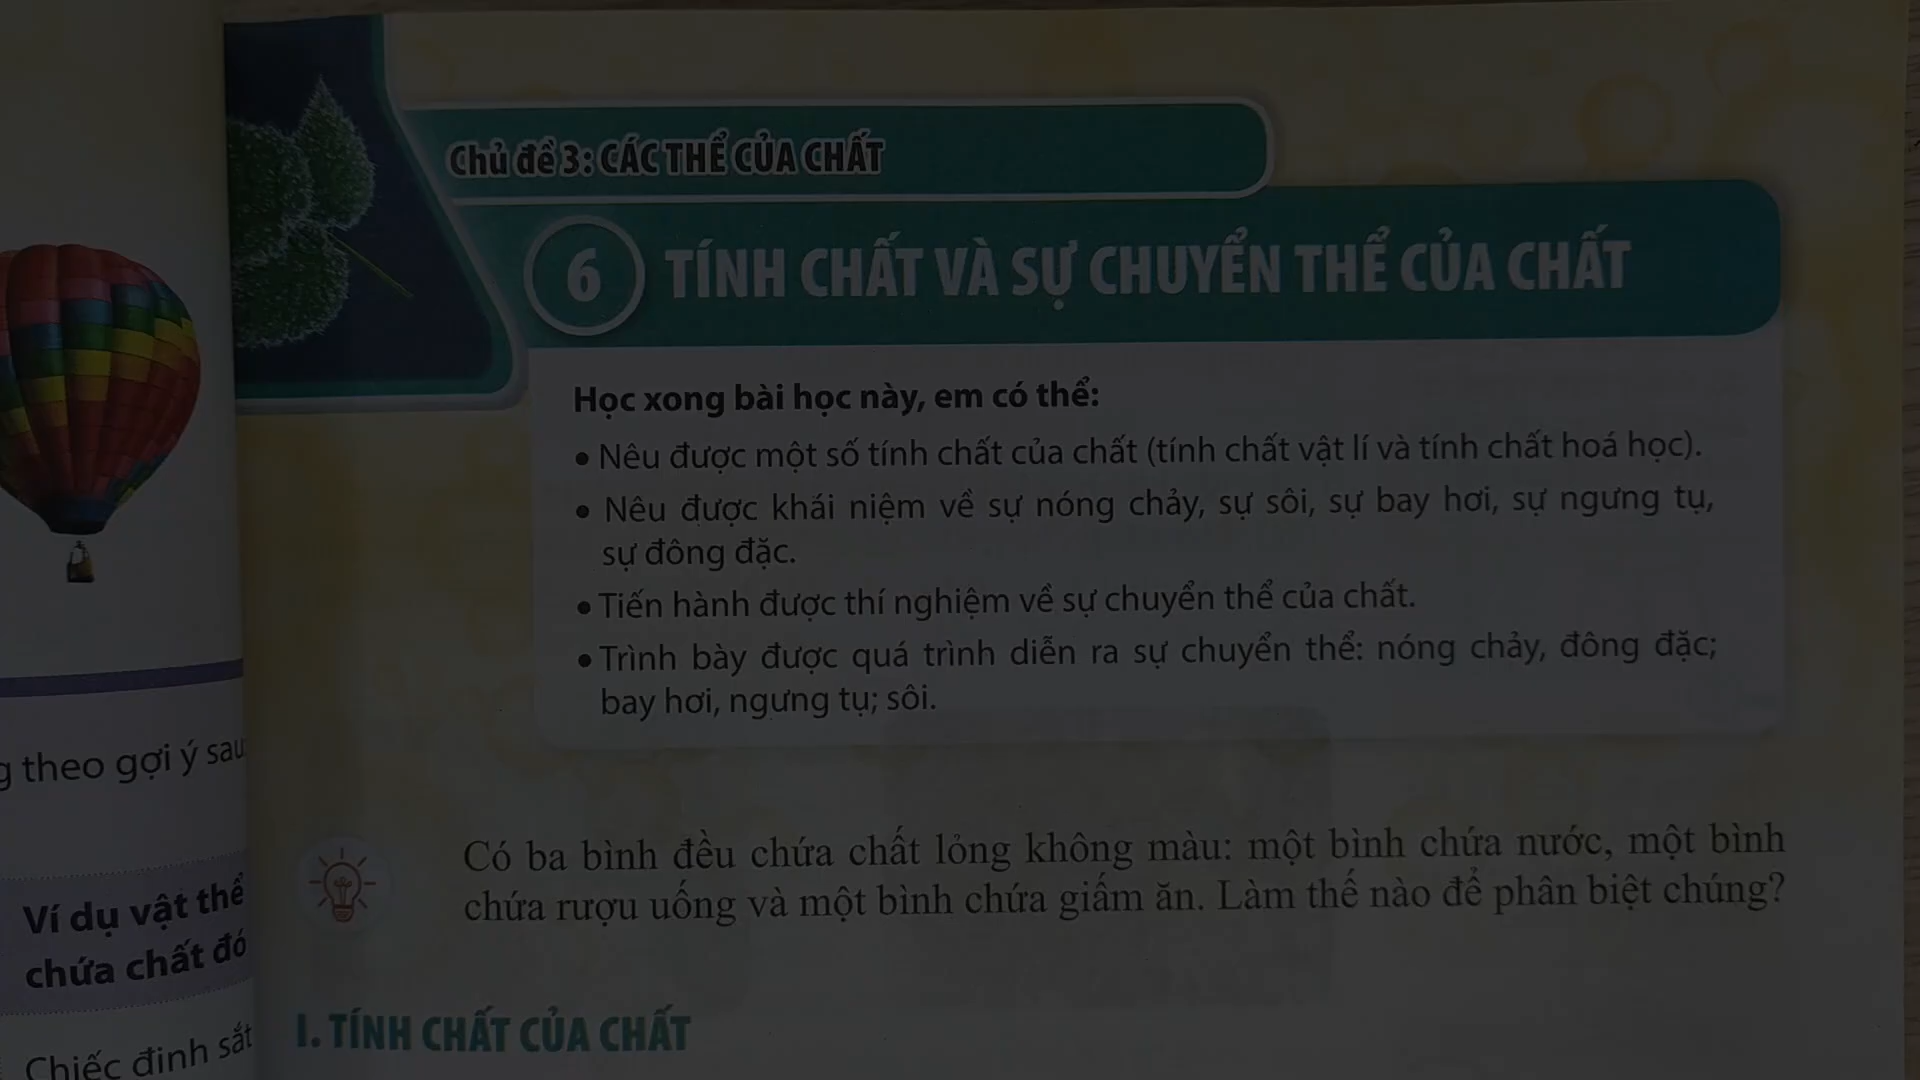 Chủ đề 3: CÁC THỂ CỦA CHẤT
6 TÍNH CHẤT VÀ SỰ CHUYỂN THỂ CỦA CHẤT
Học xong bài học này, em có thể:
• Nêu được một số tính chất của chất (tính chất vật lí và tính chất hoá học).
• Nêu được khái niệm về sự nóng chảy, sự sôi, sự bay hơi, sự ngưng tụ,
sự đông đặc.
• Tiến hành được thí nghiệm về sự chuyển thể của chất.
• Trình bày được quá trình diễn ra sự chuyển thể: nóng chảy, đông đặc;
bay hơi, ngưng tụ; sôi.
Có ba bình đều chứa chất lỏng không màu: một bình chứa nước, một bình
chứa rượu uống và một bình chứa giấm ăn. Làm thế nào để phân biệt chúng?
I. TÍNH CHẤT CỦA CHẤT
g theo gợi ý sau
Ví dụ vật thể
chứa chất đó
Chiếc đinh sắt